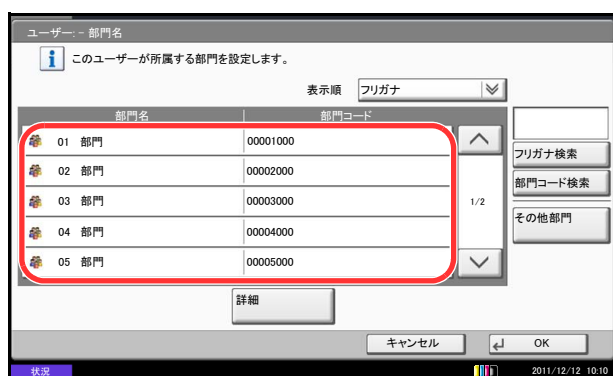 ユーザー: - 部門名
このユーザーが所属する部門を設定します。
表示順 フリガナ
部門名 部門コード
01 部門 00001000
02 部門 00002000
03 部門 00003000
04 部門 00004000
05 部門 00005000
1/2
フリガナ検索
部門コード検索
その他部門
詳細
キャンセル OK
状況 2011/12/12 10:10